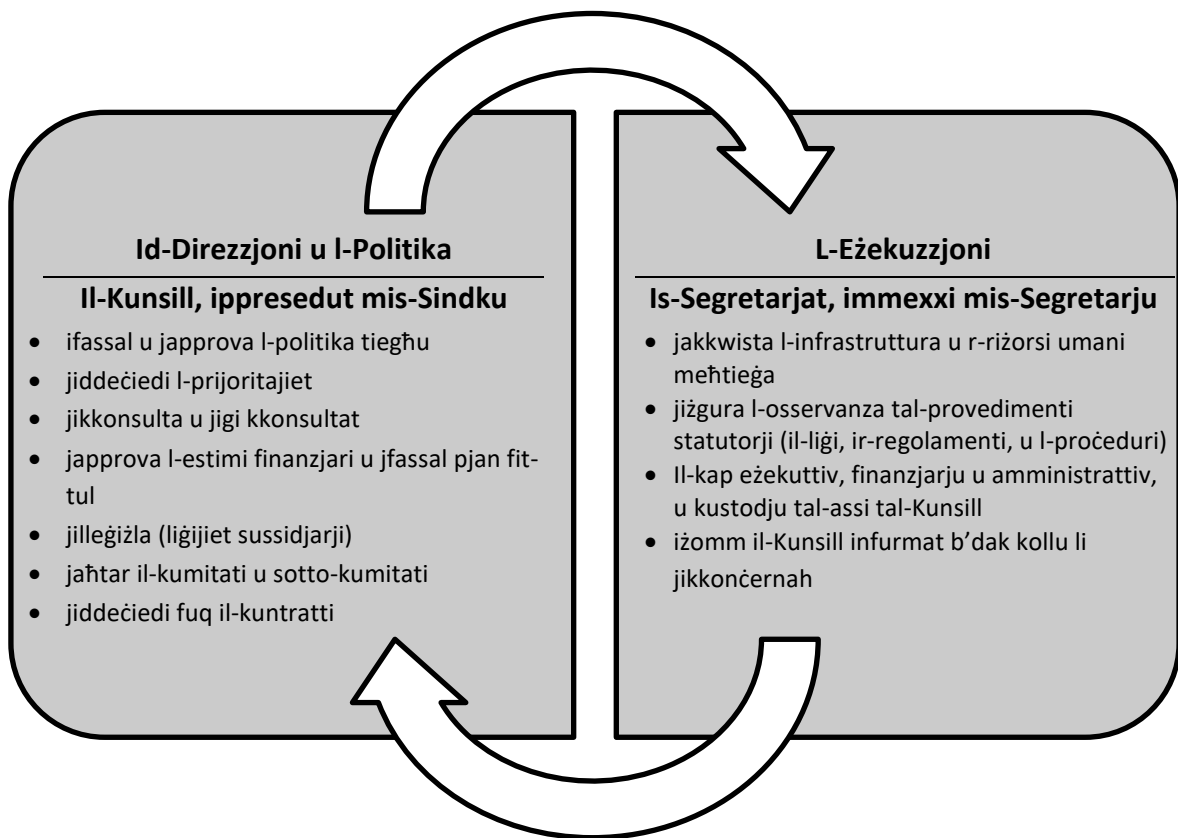 Id-Direzzjoni u l-Politika
Il-Kunsill, ippresedut mis-Sindku
• ifassal u japprova l-politika tiegħu
• jiddeċiedi l-prijoritajiet
• jikkonsulta u jigi kkonsultat
• japprova l-estimi finanzjari u jfassal pjan fit-
tul
• jilleġiżla (liġijiet sussidjarji)
• jaħtar il-kumitati u sotto-kumitati
• jiddeċiedi fuq il-kuntratti
L-Eżekuzzjoni
Is-Segretarjat, immexxi mis-Segretarju
• jakkwista l-infrastruttura u r-riżorsi umani
meħtieġa
• jiżgura l-osservanza tal-provedimenti
statutorji (il-liġi, ir-regolamenti, u l-proċeduri)
• Il-kap eżekuttiv, finanzjarju u amministrattiv,
u kustodju tal-assi tal-Kunsill
• iżomm il-Kunsill infurmat b’dak kollu li
jikkonċernah